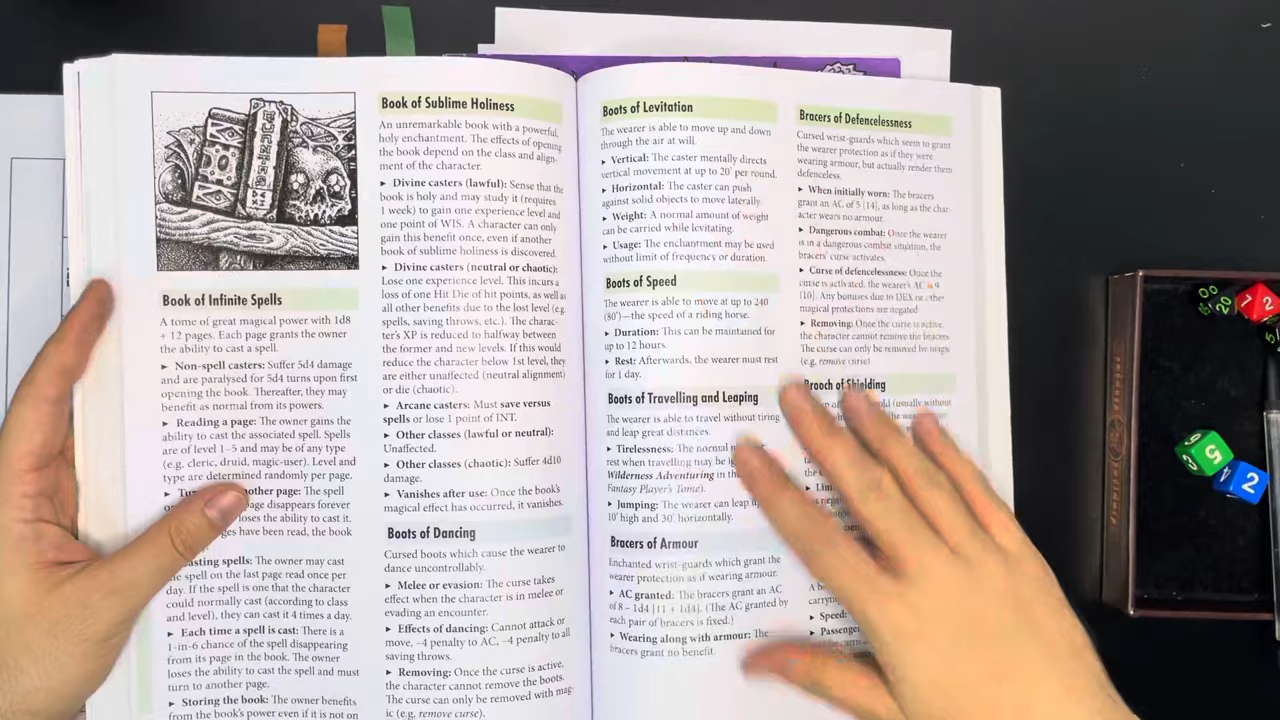 Book of Infinite Spells
A tome of great magical power with 1d8
+ 12 pages. Each page grants the owner
the ability to cast a spell.
► Non-spell casters: Suffer 5d4 damage
and are paralysed for 5d4 turns upon first
opening the book. Thereafter, they may
benefit as normal from its powers.
► Reading a page: The owner gains the
ability to cast the associated spell. Spells
are of level 1–5 and may be of any type
(e.g. cleric, druid, magic-user). Level and
type are determined randomly per page.
other page: The spell
page disappears forever
loses the ability to cast it.
ges have been read, the book
spells: The owner may cast
the spell on the last page read once per
day. If the spell is one that the character
could normally cast (according to class
and level), they can cast it 4 times a day.
► Each time a spell is cast: There is a
1-in-6 chance of the spell disappearing
from its page in the book. The owner
loses the ability to cast the spell and must
turn to another page.
► Storing the book: The owner benefits
from the book's power even if it is not on
Book of Sublime Holiness
An unremarkable book with a powerful,
holy enchantment. The effects of opening
the book depend on the class and align-
ment of the character.
► Divine casters (lawful): Sense that the
book is holy and may study it (requires
1 week) to gain one experience level and
one point of WIS. A character can only
gain this benefit once, even if another
book of sublime holiness is discovered.
► Divine casters (neutral or chaotic):
Lose one experience level. This incurs a
loss of one Hit Die of hit points, as well as
all other benefits due to the lost level (e.g.
spells, saving throws, etc.). The charac-
ter's XP is reduced to halfway between
the former and new levels. If this would
reduce the character below 1st level, they
are either unaffected (neutral alignment)
or die (chaotic).
► Arcane casters: Must save versus
spells or lose 1 point of INT.
► Other classes (lawful or neutral):
Unaffected.
► Other classes (chaotic): Suffer 4d10
damage.
► Vanishes after use: Once the book's
magical effect has occurred, it vanishes.
Boots of Dancing
Cursed boots which cause the wearer to
dance uncontrollably.
► Melee or evasion: The curse takes
effect when the character is in melee or
evading an encounter.
► Effects of dancing: Cannot attack or
move, –4 penalty to AC, –4 penalty to all
saving throws.
► Removing: Once the curse is active,
the character cannot remove the boots.
The curse can only be removed with mag-
ic (e.g. remove curse).
Boots of Levitation
The wearer is able to move up and down
through the air at will.
► Vertical: The caster mentally directs
vertical movement at up to 20' per round.
► Horizontal: The caster can push
against solid objects to move laterally.
► Weight: A normal amount of weight
can be carried while levitating.
► Usage: The enchantment may be used
without limit of frequency or duration.
Boots of Speed
The wearer is able to move at up to 240
(80')—the speed of a riding horse.
► Duration: This can be maintained for
up to 12 hours.
► Rest: Afterwards, the wearer must rest
for 1 day.
Boots of Travelling and Leaping
The wearer is able to travel without tiring
and leap great distances.
► Tirelessness: The normal
rest when travelling may be
Wilderness Adventuring in the
Fantasy Player's Tome).
► Jumping: The wearer can leap
10' high and 30' horizontally.
Bracers of Armour
Enchanted wrist-guards which grant the
wearer protection as if wearing armour.
► AC granted: The bracers grant an AC
of 8 – 1d4 [11 + 1d4]. (The AC granted by
each pair of bracers is fixed.)
► Wearing along with armour: The
bracers grant no benefit.
Bracers of Defencelessness
Cursed wrist-guards which seem to grant
the wearer protection as if they were
wearing armour, but actually render them
defenceless.
► When initially worn: The bracers
grant an AC of 5 [14], as long as the char-
acter wears no armour.
► Dangerous combat: Once the wearer
is in a dangerous combat situation, the
bracers' curse activates.
► Curse of defencelessness: Once the
curse is activated, the wearer's AC is 9
[10]. Any bonuses due to DEX or other
magical protections are negated
► Removing: Once the curse is active,
the character cannot remove the bracers.
The curse can only be removed by magic
(e.g. remove curse).
Brooch of Shielding
(usually without
► Speed:
► Passenger
00
20
2
5
4
2